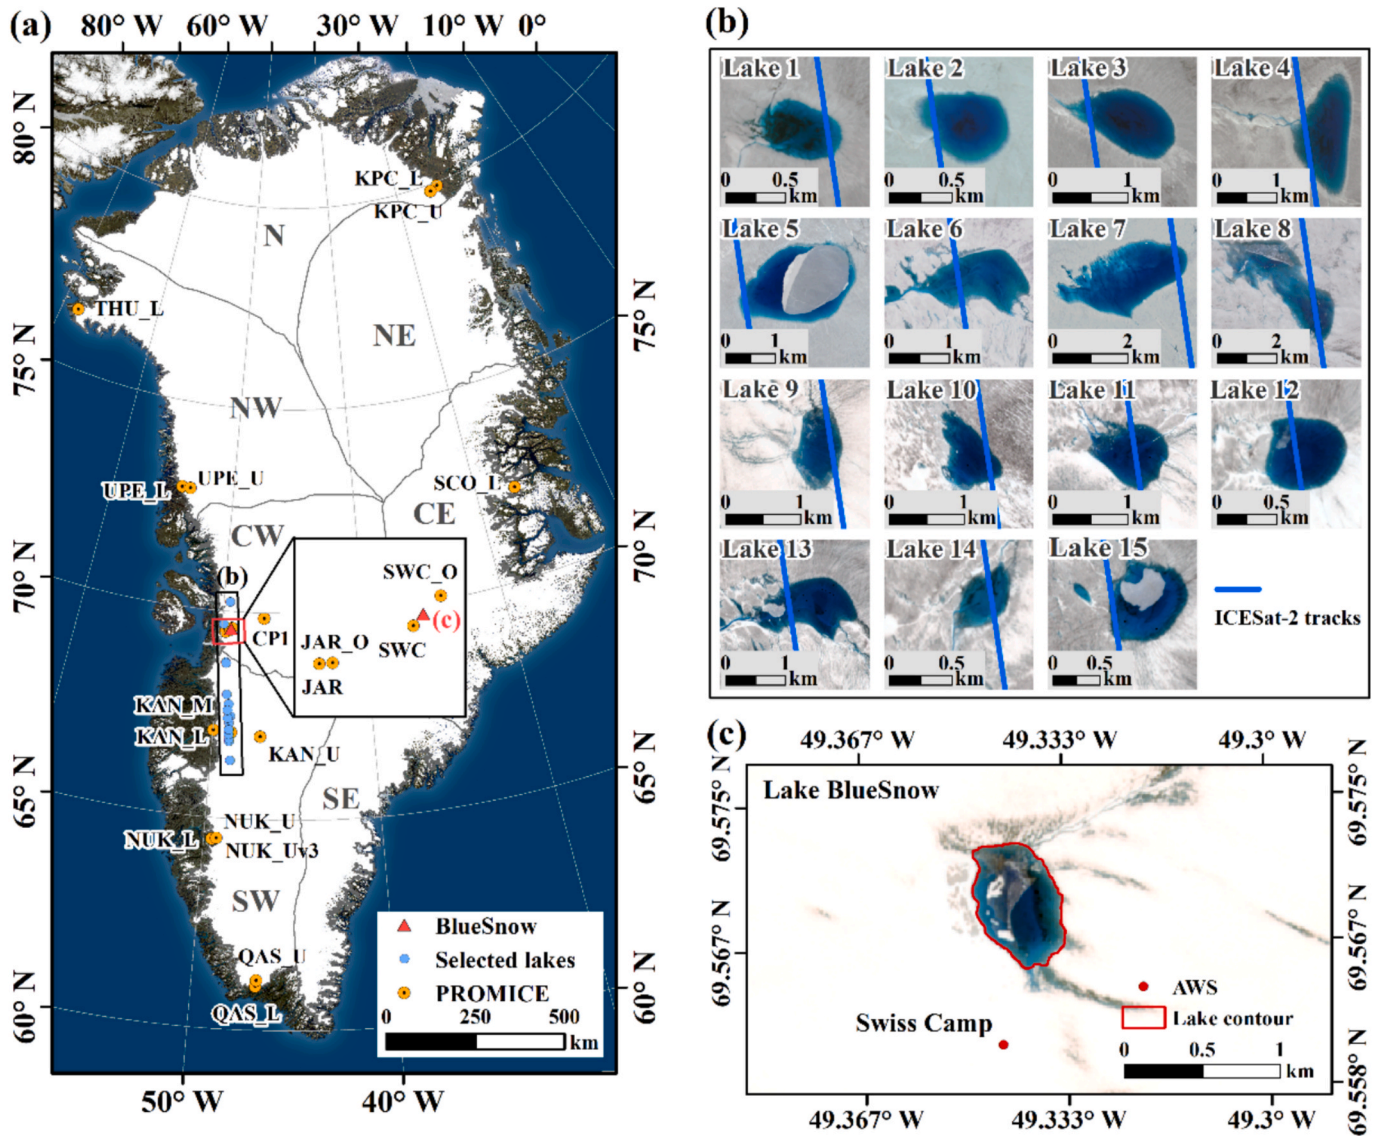 (a)
80° W 60° W 30° W 10° W 0°
80° N
75° N
70° N
65° N
60° N
75° N
70° N
65° N
60° N
50° W 40° W
KPC_L
KPC_U
N
THU_L
NE
NW
UPE_L
UPE_U
SCO_L
CW
CE
(b)
CP1
SWC_O
(c)
SWC
JAR_O
JAR
KAN_M
KAN_L
KAN_U
SE
NUK_U
NUK_L
NUK_Uv3
SW
QAS_U
QAS_L
BlueSnow
Selected lakes
PROMICE
0 250 500
km
(b)
Lake 1
0 0.5
km
Lake 2
0 0.5
km
Lake 3
0 1
km
Lake 4
0 1
km
Lake 5
0 1
km
Lake 6
0 1
km
Lake 7
0 2
km
Lake 8
0 2
km
Lake 9
0 1
km
Lake 10
0 1
km
Lake 11
0 1
km
Lake 12
0 0.5
km
Lake 13
0 1
km
Lake 14
0 0.5
km
Lake 15
0 0.5
km
ICESat-2 tracks
(c)
49.367° W 49.333° W 49.3° W
69.575° N
69.567° N
69.575° N
69.567° N
69.558° N
Lake BlueSnow
Swiss Camp
AWS
Lake contour
0 0.5 1
km
49.367° W 49.333° W 49.3° W